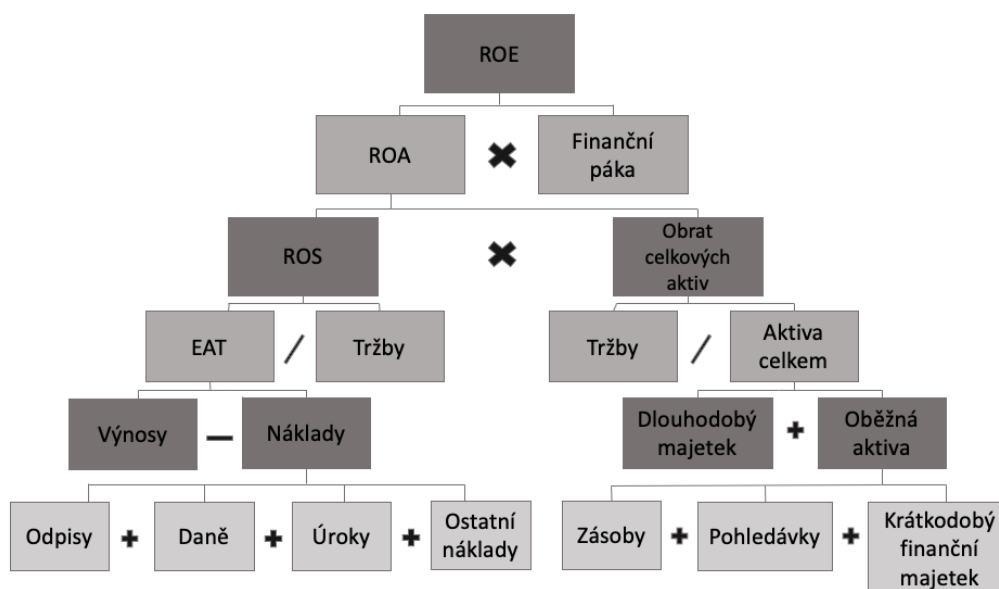 ROE
ROA
Finanční
páka
ROS
Obrat
celkových
aktiv
EAT
Tržby
Tržby
Aktiva
celkem
Výnosy
Náklady
Dlouhodobý
majetek
Oběžná
aktiva
Odpisy
Daně
Úroky
Ostatní
náklady
Zásoby
Pohledávky
Krátkodobý
finanční
majetek